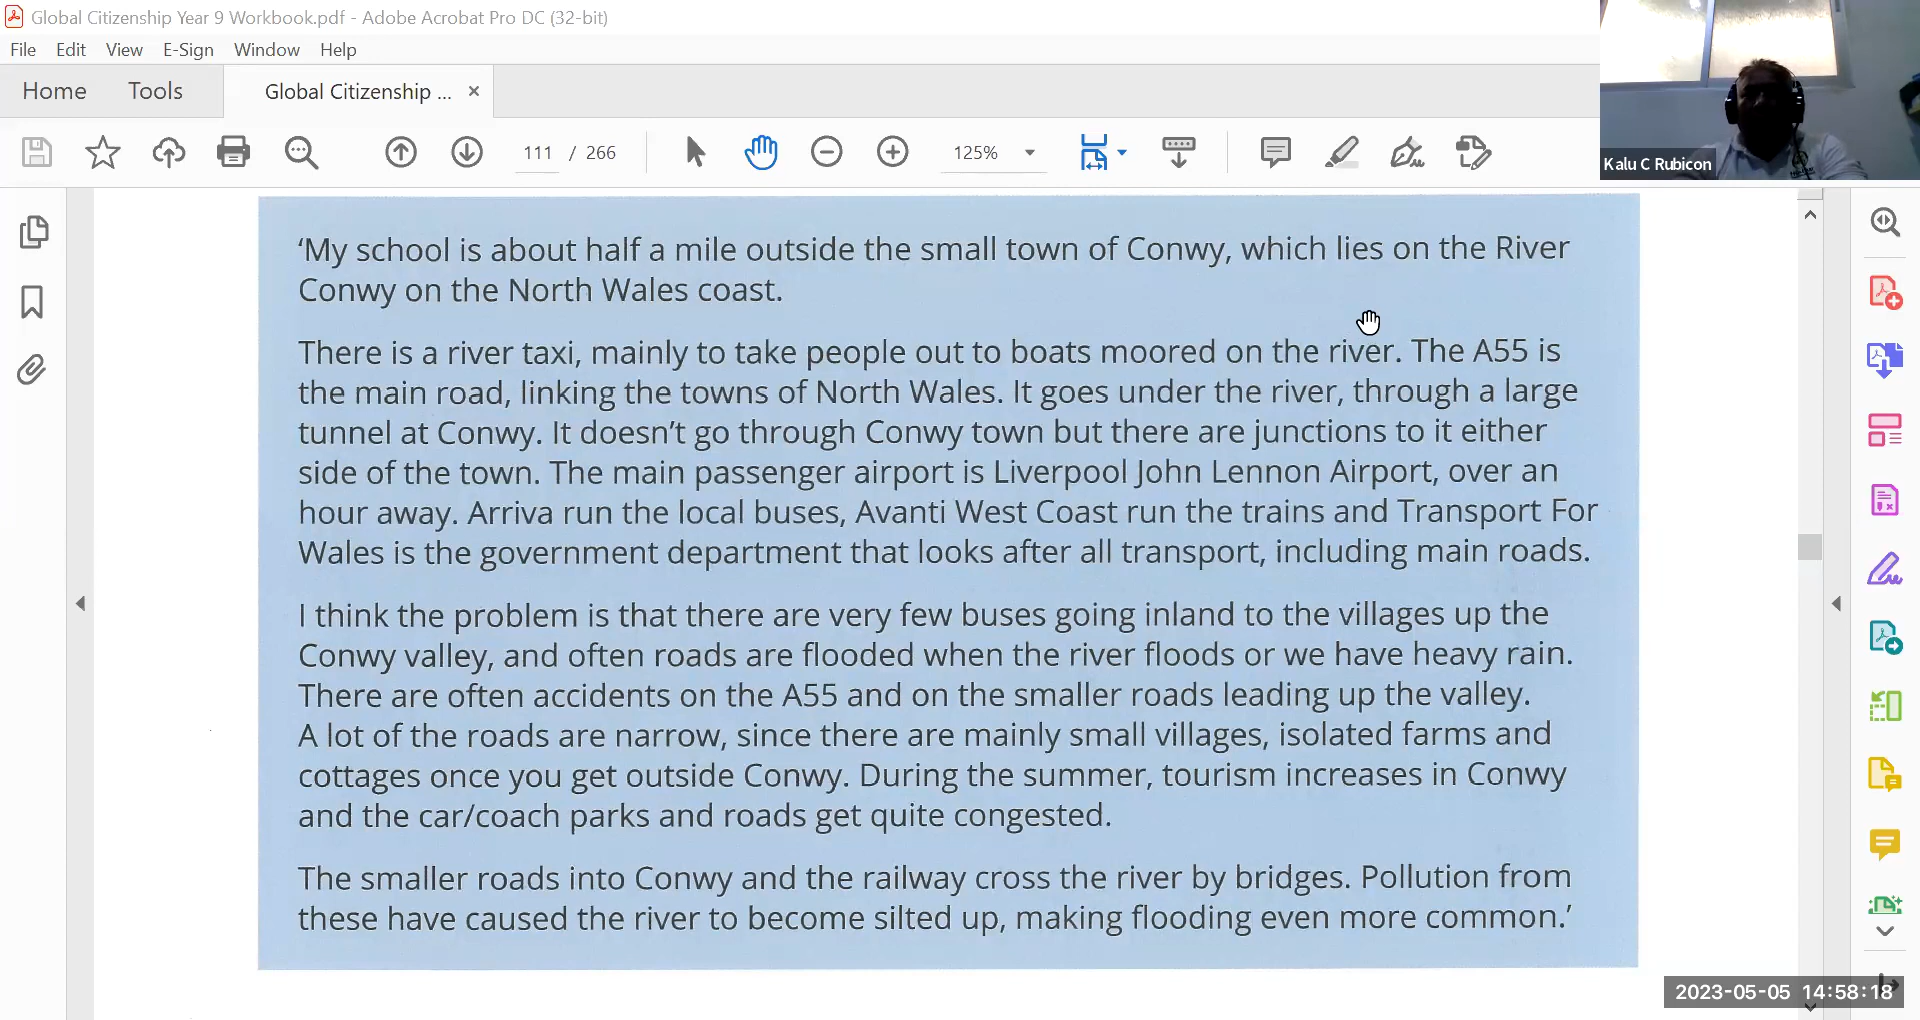 Global Citizenship Year 9 Workbook.pdf - Adobe Acrobat Pro DC (32-bit)
File Edit View E-Sign Window Help
Home Tools Global Citizenship ... ×
111 / 266 125%
Kalu C Rubicon
‘My school is about half a mile outside the small town of Conwy, which lies on the River
Conwy on the North Wales coast.
There is a river taxi, mainly to take people out to boats moored on the river. The A55 is
the main road, linking the towns of North Wales. It goes under the river, through a large
tunnel at Conwy. It doesn’t go through Conwy town but there are junctions to it either
side of the town. The main passenger airport is Liverpool John Lennon Airport, over an
hour away. Arriva run the local buses, Avanti West Coast run the trains and Transport For
Wales is the government department that looks after all transport, including main roads.
I think the problem is that there are very few buses going inland to the villages up the
Conwy valley, and often roads are flooded when the river floods or we have heavy rain.
There are often accidents on the A55 and on the smaller roads leading up the valley.
A lot of the roads are narrow, since there are mainly small villages, isolated farms and
cottages once you get outside Conwy. During the summer, tourism increases in Conwy
and the car/coach parks and roads get quite congested.
The smaller roads into Conwy and the railway cross the river by bridges. Pollution from
these have caused the river to become silted up, making flooding even more common.’
2023-05-05 14:58:18